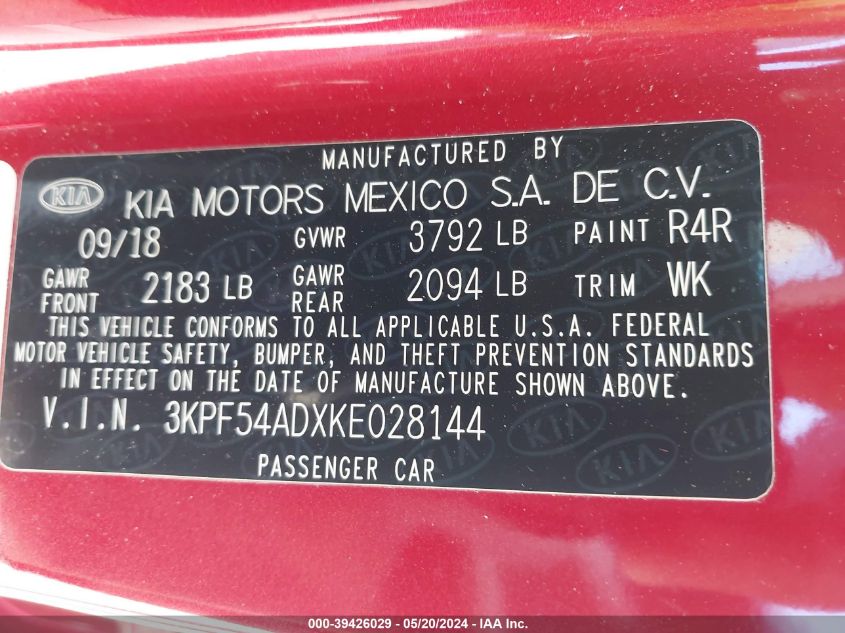 MANUFACTURED BY
KIA KIA MOTORS MEXICO S.A. DE C.V.
09/18 GVWR 3792 LB PAINT R4R
GAWR FRONT 2183 LB GAWR REAR 2094 LB TRIM WK
THIS VEHICLE CONFORMS TO ALL APPLICABLE U.S.A. FEDERAL
MOTOR VEHICLE SAFETY, BUMPER, AND THEFT PREVENTION STANDARDS
IN EFFECT ON THE DATE OF MANUFACTURE SHOWN ABOVE.
V.I.N. 3KPF54ADXKE028144
PASSENGER CAR
000-39426029 - 05/20/2024 - IAA Inc.